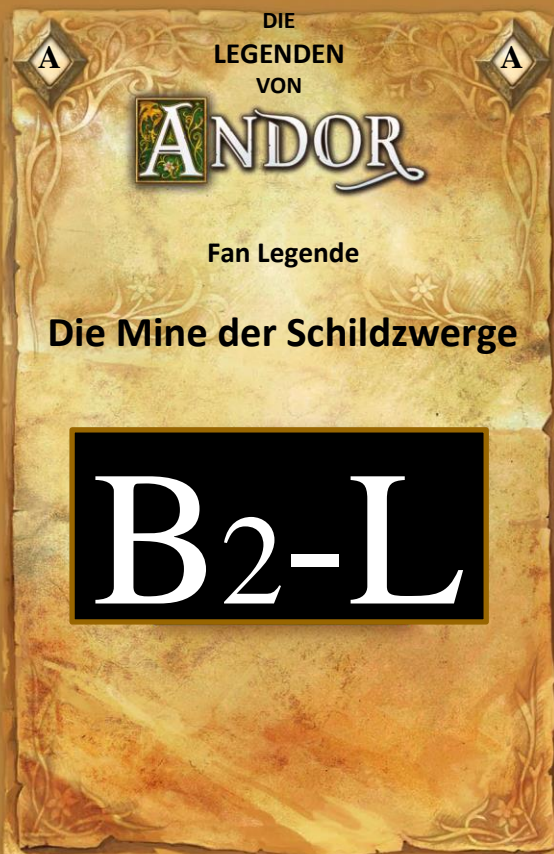 DIE
A LEGENDEN A
VON
ANDOR
Fan Legende
Die Mine der Schildzwerge
B2-L